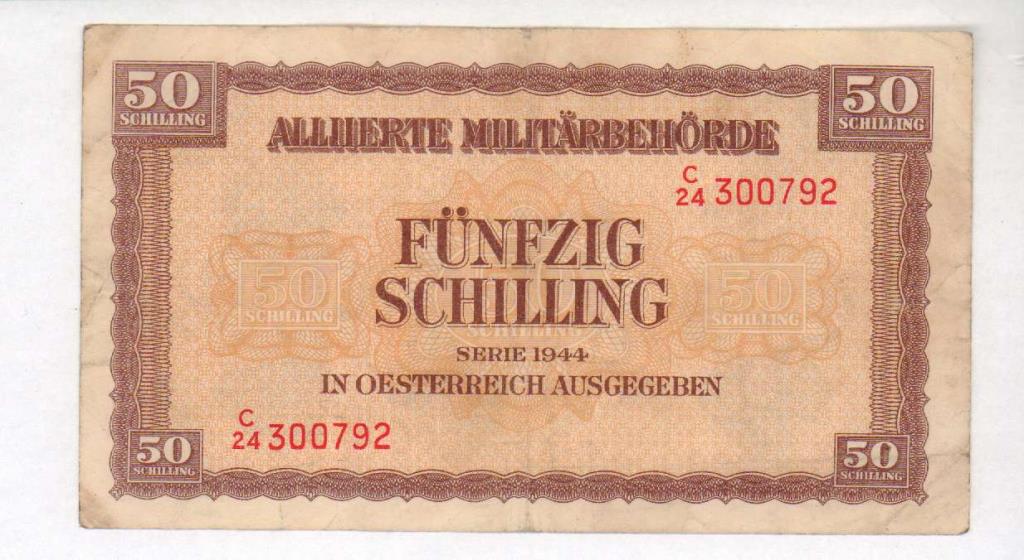 50
SCHILLING
50
SCHILLING
ALLIIERTE MILITÄRBEHÖRDE
C
24 300792
FÜNFZIG
SCHILLING
50
SCHILLING
50
SCHILLING
SERIE 1944
IN OESTERREICH AUSGEGEBEN
C
24 300792
50
SCHILLING
50
SCHILLING